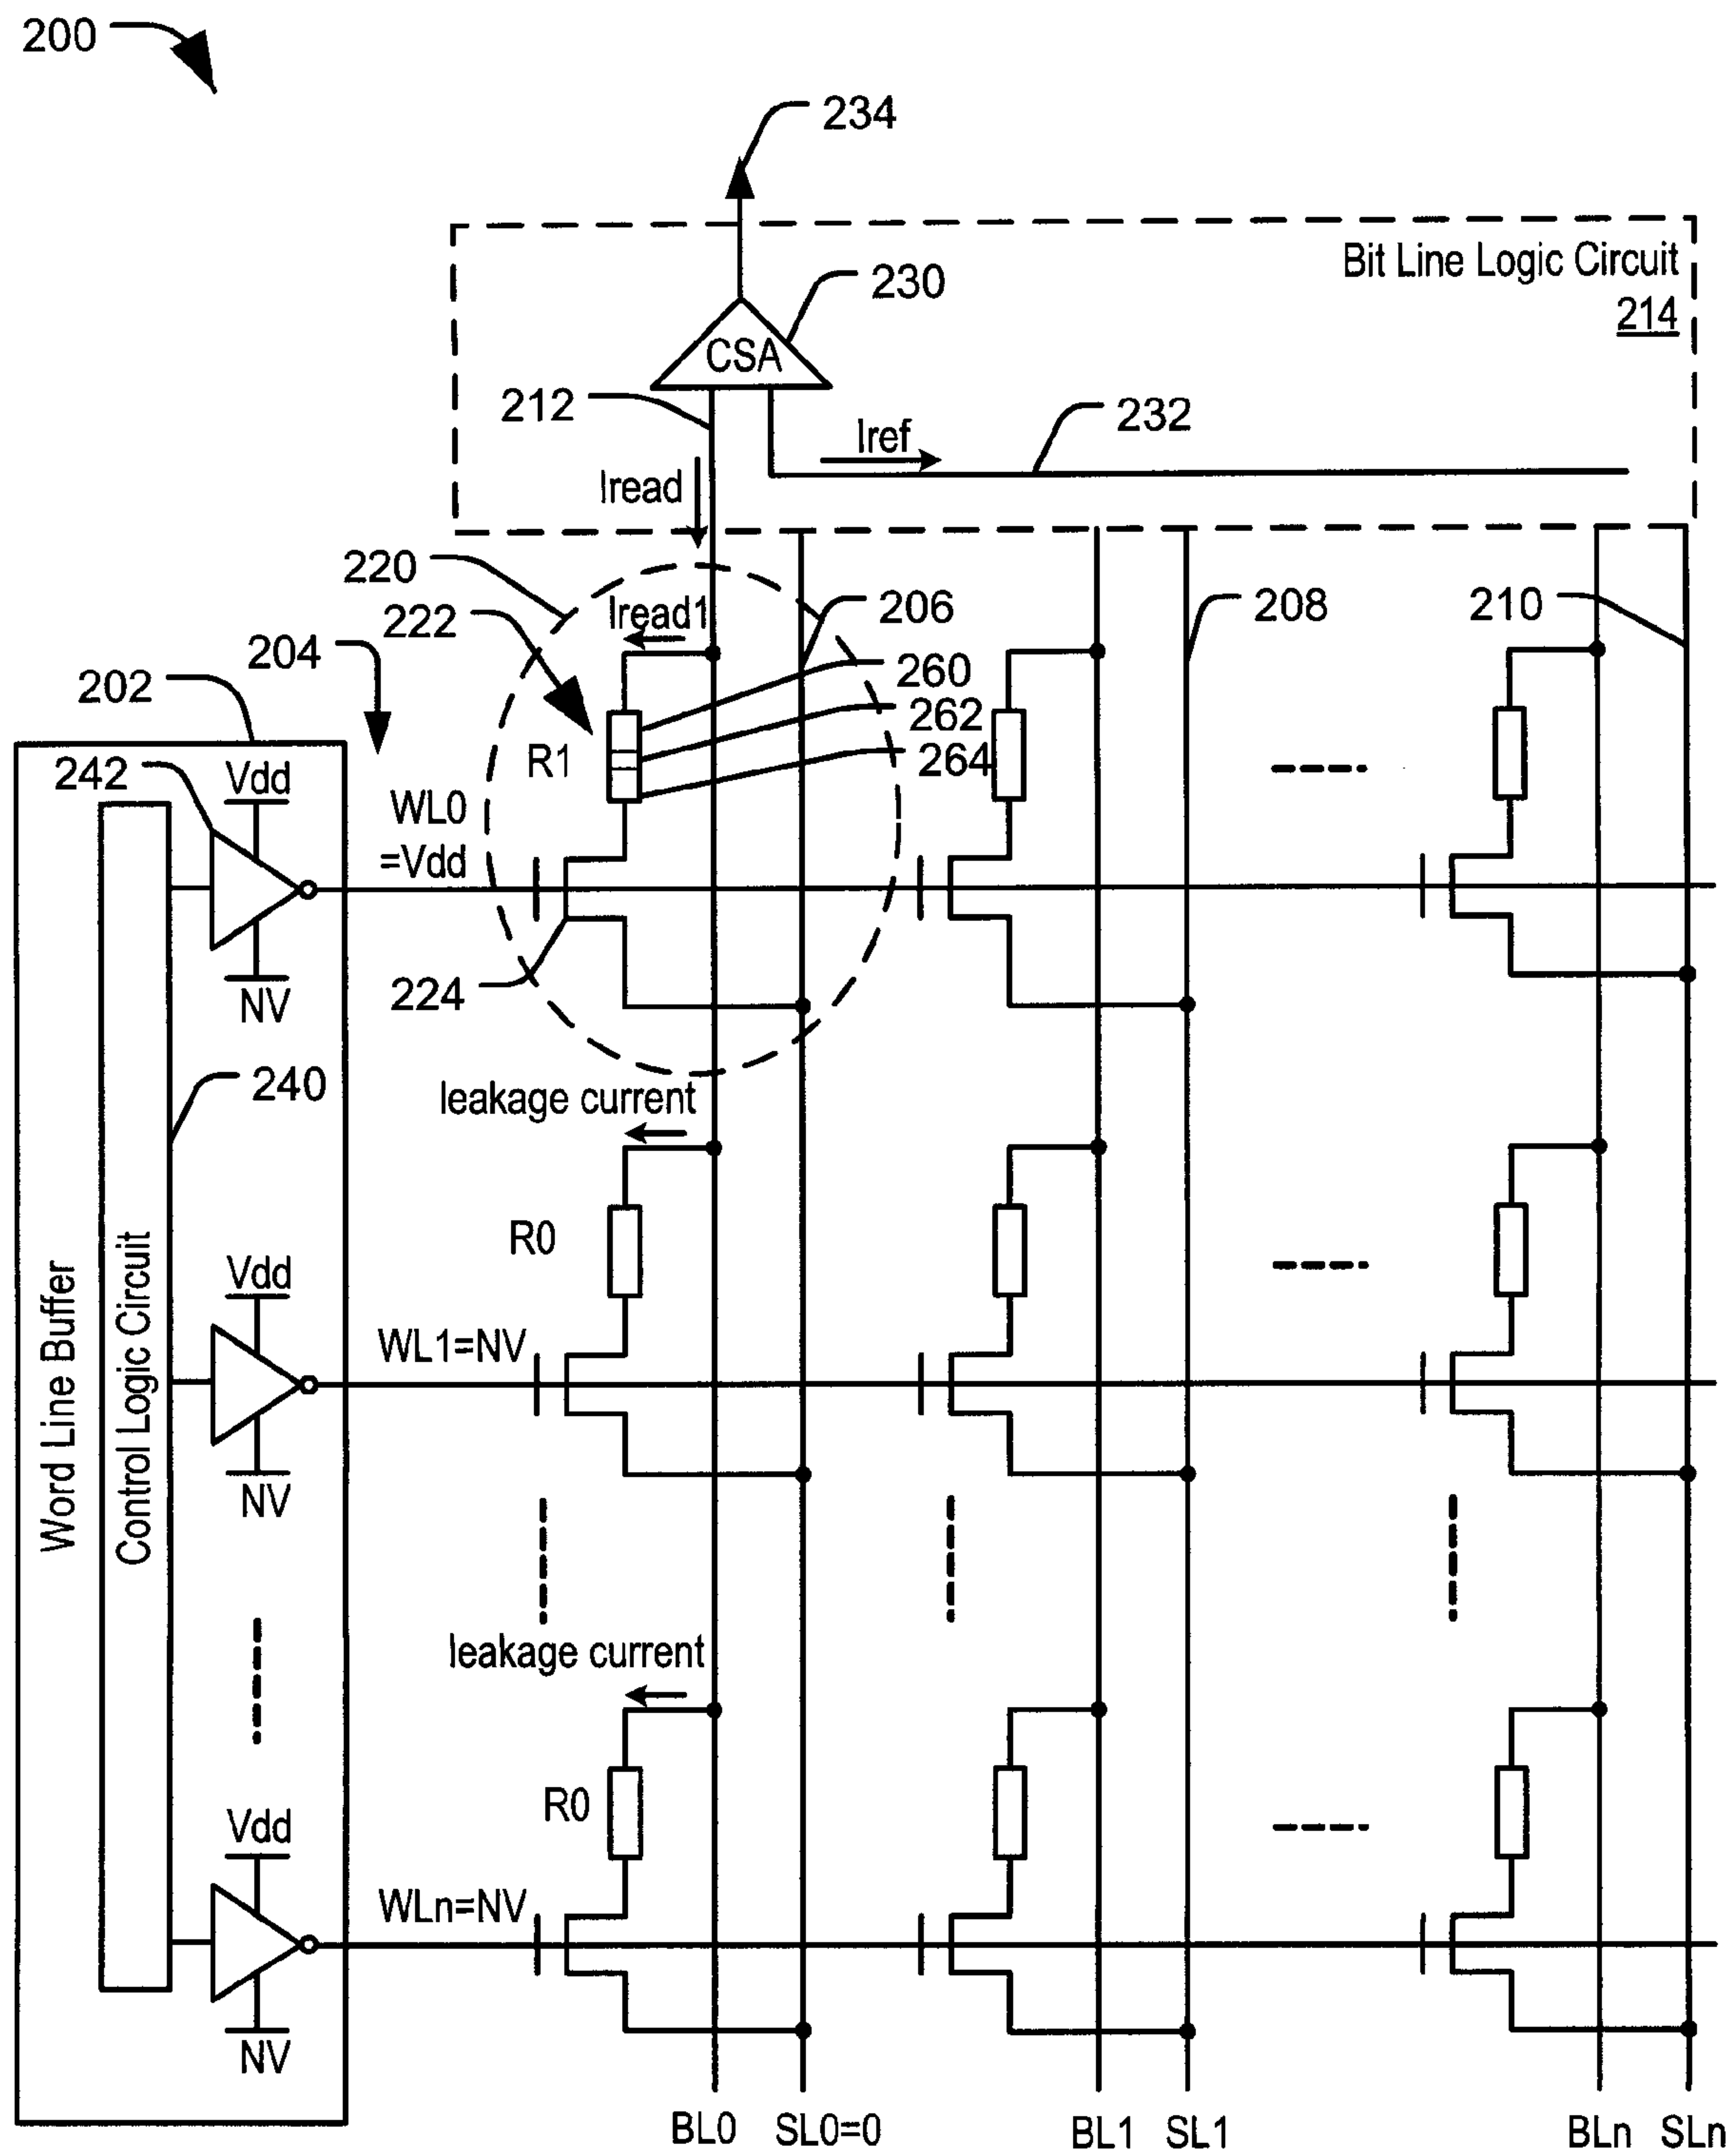 200
234
Bit Line Logic Circuit
214
230
CSA
212
232
Iref
Iread
220
Iread1
222
206
208
210
204
260
202
262
R1
264
242
Vdd
WL0
=Vdd
224
NV
240
leakage current
R0
Vdd
WL1=NV
NV
Word Line Buffer
Control Logic Circuit
leakage current
R0
Vdd
WLn=NV
NV
BL0
SL0=0
BL1
SL1
BLn
SLn